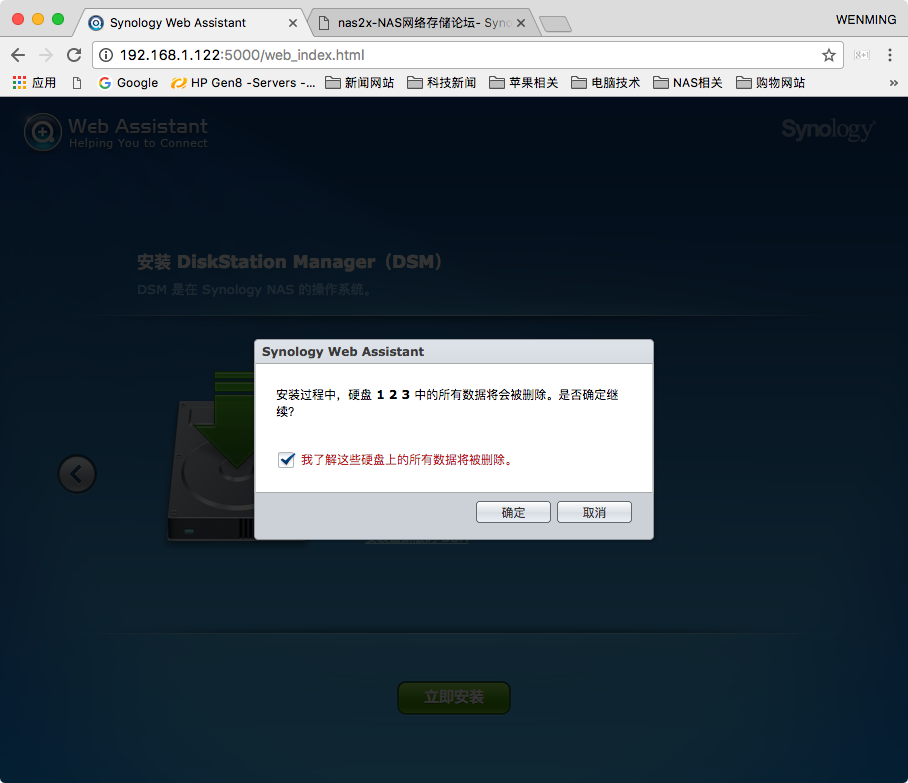 Synology Web Assistant
nas2x-NAS网络存储论坛- Syno
WENMING
192.168.1.122:5000/web_index.html
应用
Google
HP Gen8 -Servers -...
新闻网站
科技新闻
苹果相关
电脑技术
NAS相关
购物网站
»
Web Assistant
Helping You to Connect
Synology
安装 DiskStation Manager（DSM）
DSM 是在 Synology NAS 的操作系统。
Synology Web Assistant
安装过程中，硬盘 1 2 3 中的所有数据将会被删除。是否确定继
续?
我了解这些硬盘上的所有数据将被删除。
确定
取消
立即安装